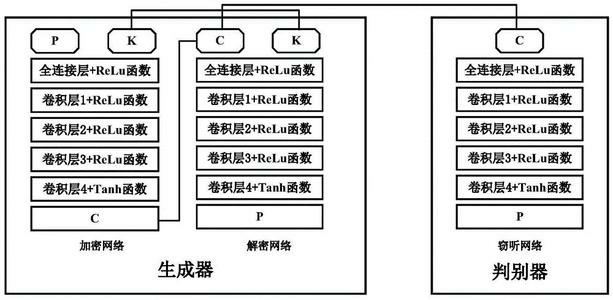 P K C K C
全连接层+ReLu函数 全连接层+ReLu函数 全连接层+ReLu函数
卷积层1+ReLu函数 卷积层1+ReLu函数 卷积层1+ReLu函数
卷积层2+ReLu函数 卷积层2+ReLu函数 卷积层2+ReLu函数
卷积层3+ReLu函数 卷积层3+ReLu函数 卷积层3+ReLu函数
卷积层4+Tanh函数 卷积层4+Tanh函数 卷积层4+Tanh函数
C P P
加密网络 解密网络 窃听网络
生成器 判别器